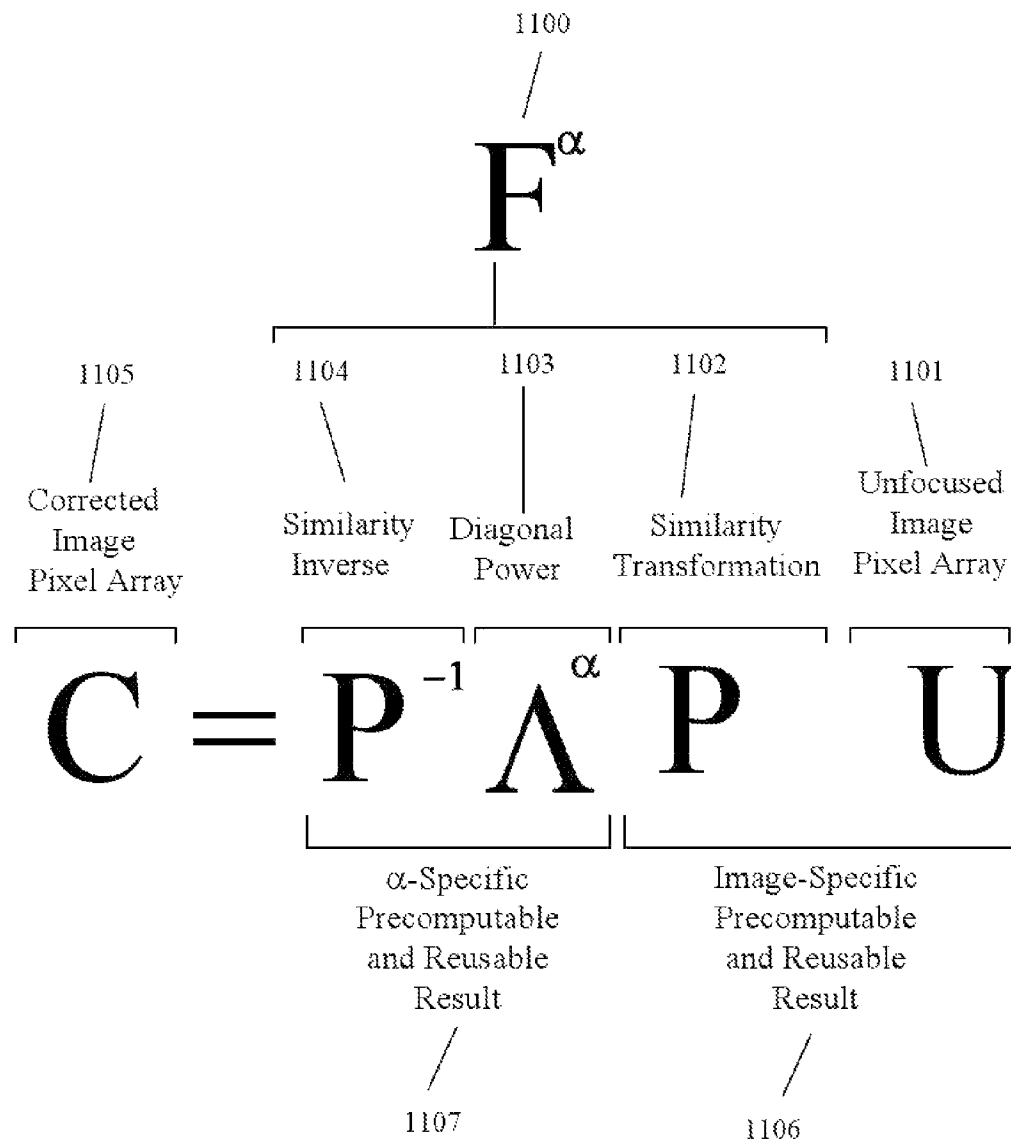 1100
F^α
1105 1104 1103 1102 1101
Corrected Image Pixel Array
Similarity Inverse
Diagonal Power
Similarity Transformation
Unfocused Image Pixel Array
C = P^–1 Λ^α P U
α-Specific
Precomputable
and Reusable
Result
Image-Specific
Precomputable
and Reusable
Result
1107
1106